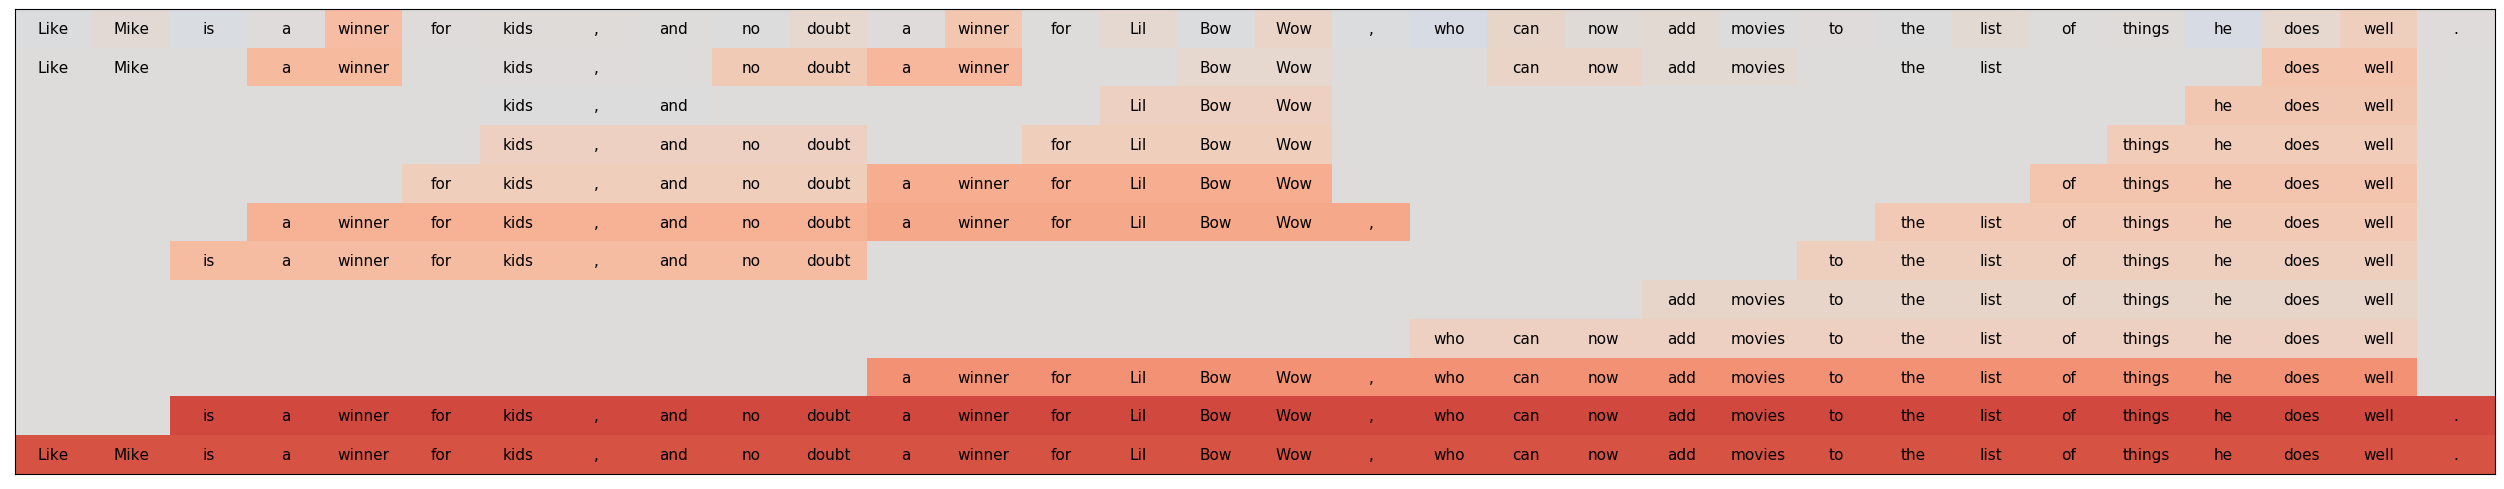 Like Mike is a winner for kids , and no doubt a winner for Lil Bow Wow , who can now add movies to the list of things he does well .
Like Mike a winner kids , no doubt a winner Bow Wow can now add movies the list does well
kids , and Lil Bow Wow he does well
kids , and no doubt for Lil Bow Wow things he does well
for kids , and no doubt a winner for Lil Bow Wow of things he does well
a winner for kids , and no doubt a winner for Lil Bow Wow , the list of things he does well
is a winner for kids , and no doubt to the list of things he does well
add movies to the list of things he does well
who can now add movies to the list of things he does well
a winner for Lil Bow Wow , who can now add movies to the list of things he does well
is a winner for kids , and no doubt a winner for Lil Bow Wow , who can now add movies to the list of things he does well .
Like Mike is a winner for kids , and no doubt a winner for Lil Bow Wow , who can now add movies to the list of things he does well .